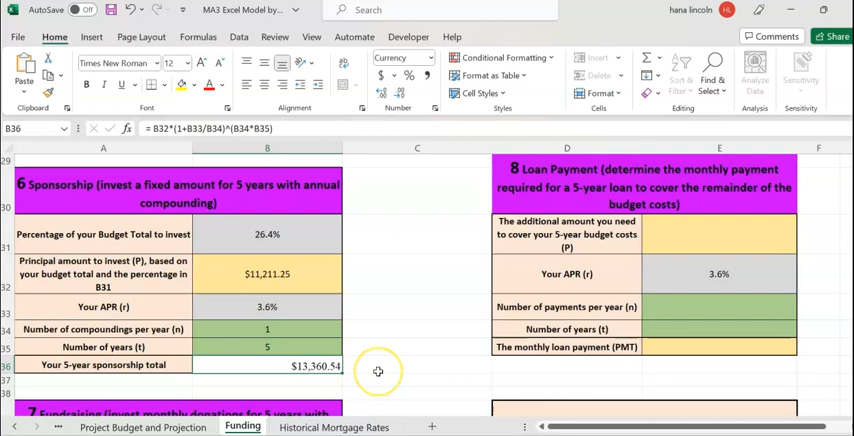 AutoSave Off MA3 Excel Model by... Search hana lincoln HL
File Home Insert Draw Page Layout Formulas Data Review View Automate Developer Help Comments Share
Paste Times New Roman 12 A A Currency Conditional Formatting Insert Sort & Find & Analyze Sensitivity
B I U A ab $ % Format as Table Delete Filter Select Data
Cell Styles Format
Clipboard Font Alignment Number Styles Cells Editing Analysis Sensitivity
B36 fx = B32*(1+B33/B34)^(B34*B35)
A B C D E F
29
30 6 Sponsorship (invest a fixed amount for 5 years with annual
compounding)
8 Loan Payment (determine the monthly payment
required for a 5-year loan to cover the remainder of the
budget costs)
31 Percentage of your Budget Total to invest 26.4%
The additional amount you need
to cover your 5-year budget costs
(P)
32 Principal amount to invest (P), based on
your budget total and the percentage in
B31
$11,211.25
Your APR (r) 3.6%
33 Your APR (r) 3.6% Number of payments per year (n)
34 Number of compoundings per year (n) 1 Number of years (t)
35 Number of years (t) 5 The monthly loan payment (PMT)
36 Your 5-year sponsorship total $13,360.54
37
38
7 Fundraising (invest monthly donations for 5 years with
Project Budget and Projection Funding Historical Mortgage Rates